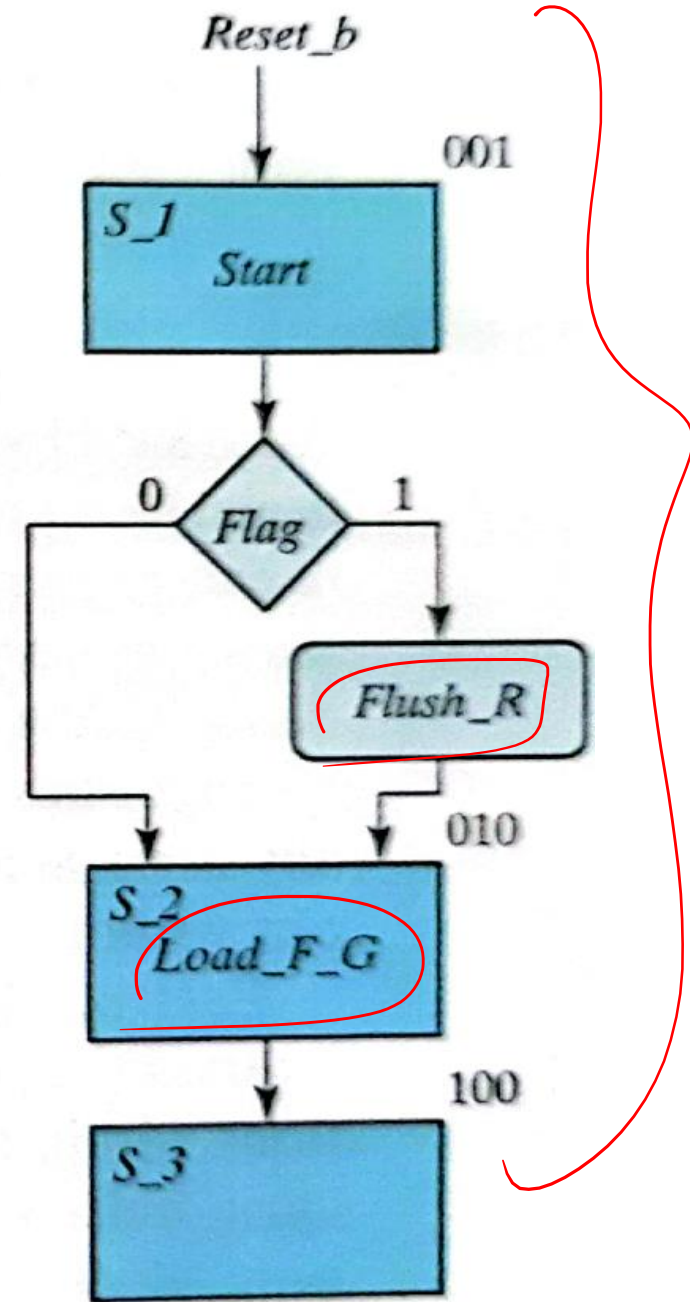 Reset_b
001
S_1
Start
0
1
Flag
Flush_R
010
S_2
Load_F_G
100
S_3